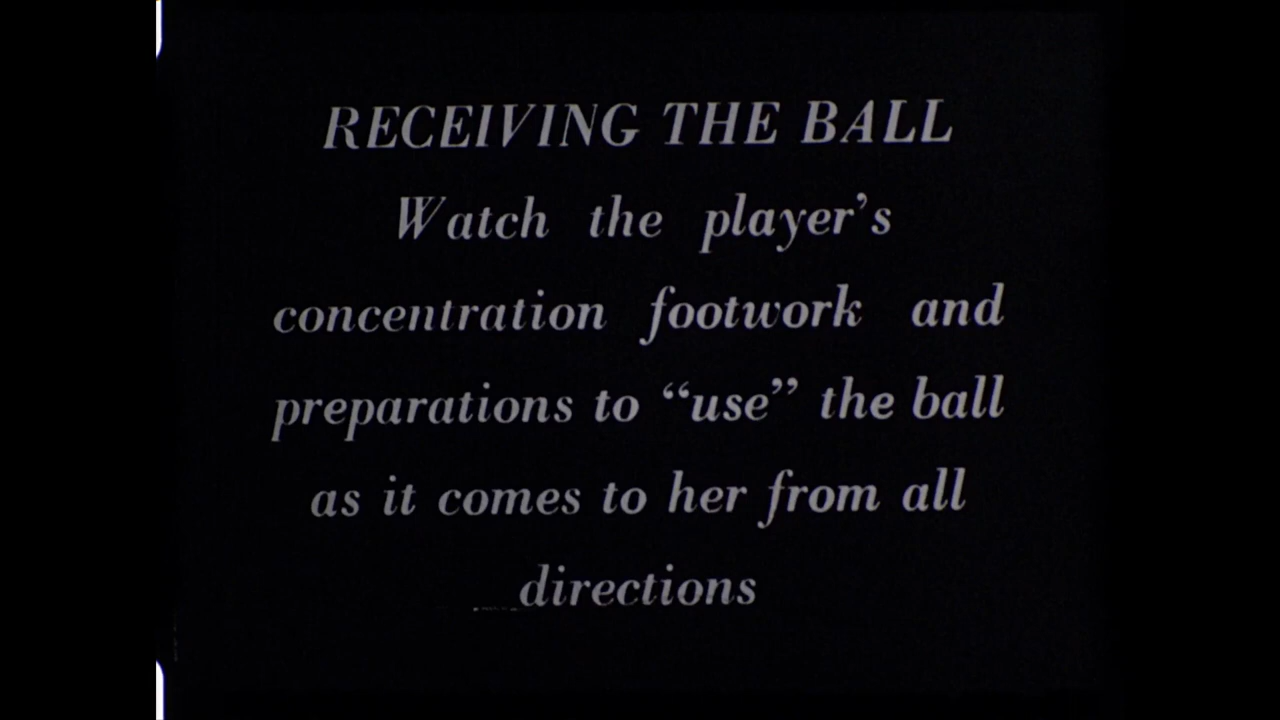 RECEIVING THE BALL
Watch the player’s
concentration footwork and
preparations to “use” the ball
as it comes to her from all
directions